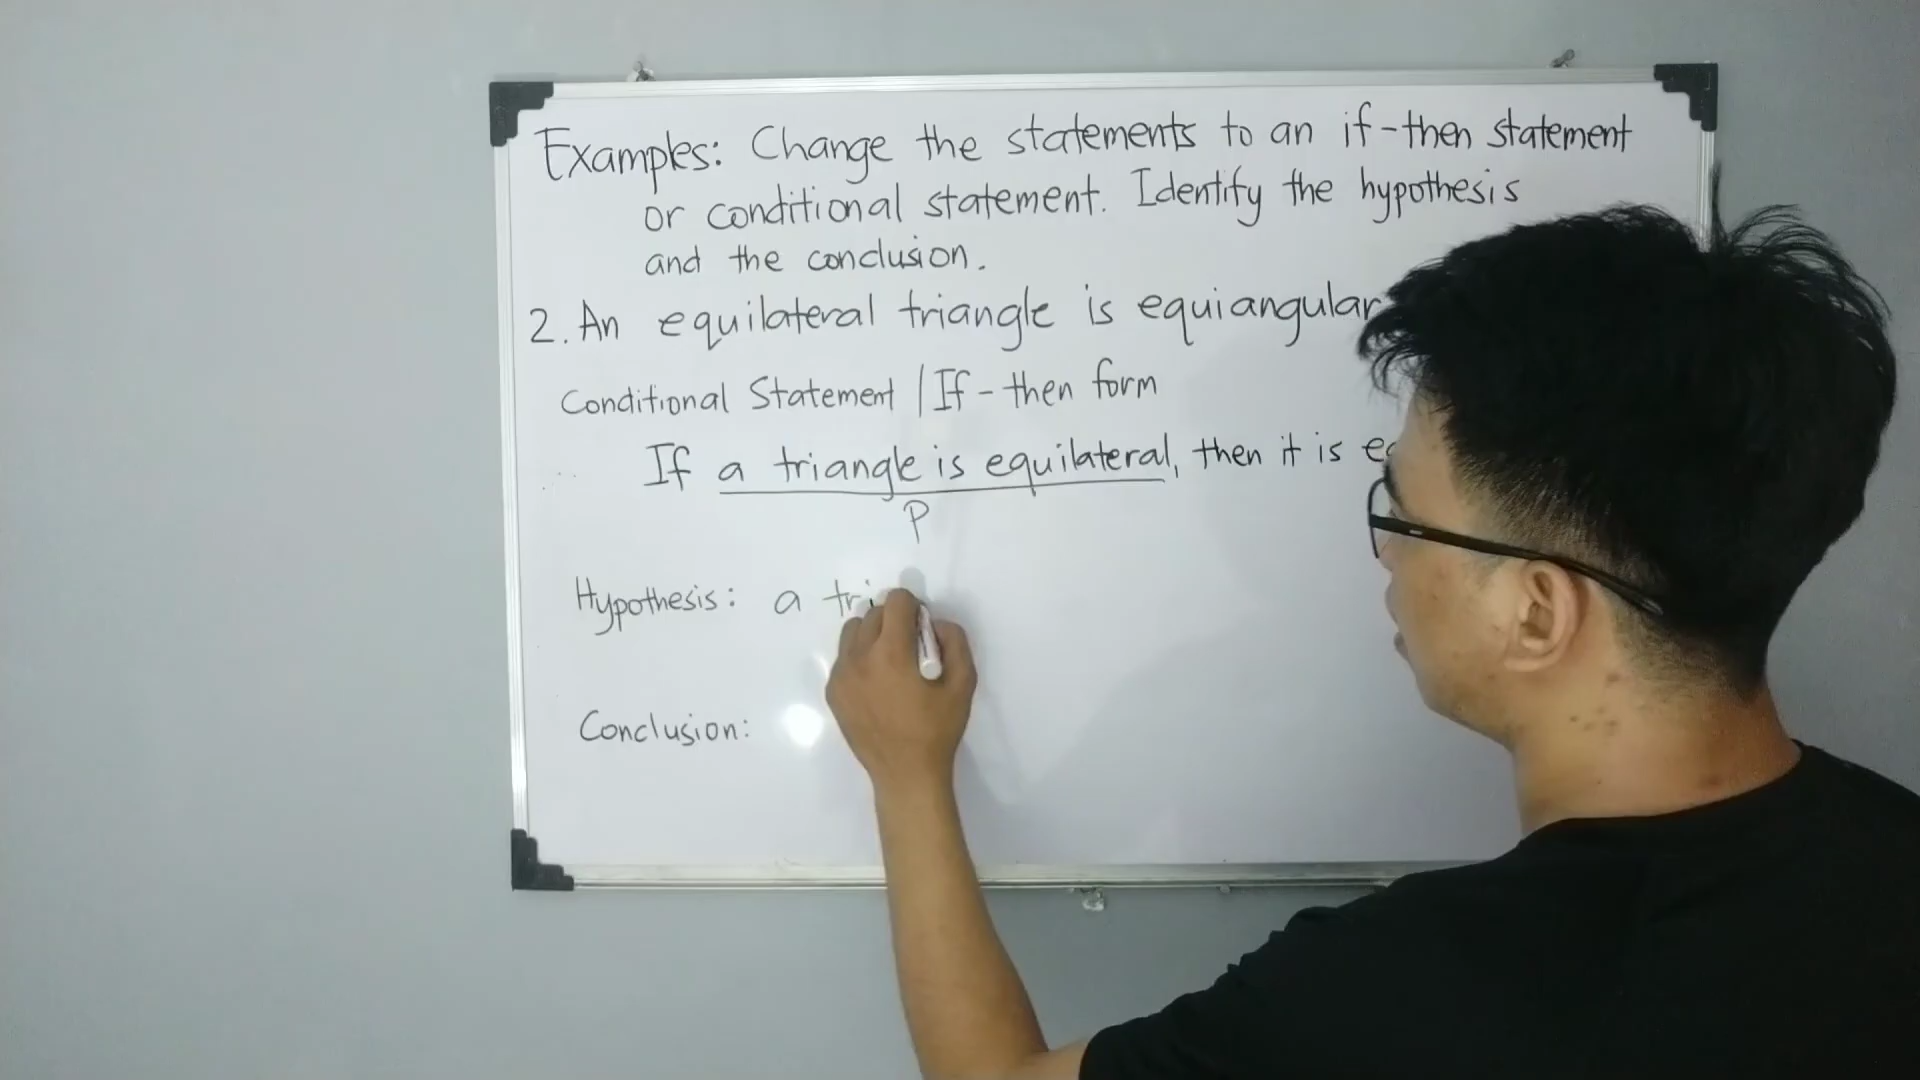 Examples: Change the statements to an if-then statement
or conditional statement. Identify the hypothesis
and the conclusion.
2. An equilateral triangle is equiangular
Conditional Statement | If-then form
If a triangle is equilateral, then it is
P
Hypothesis: a
Conclusion: